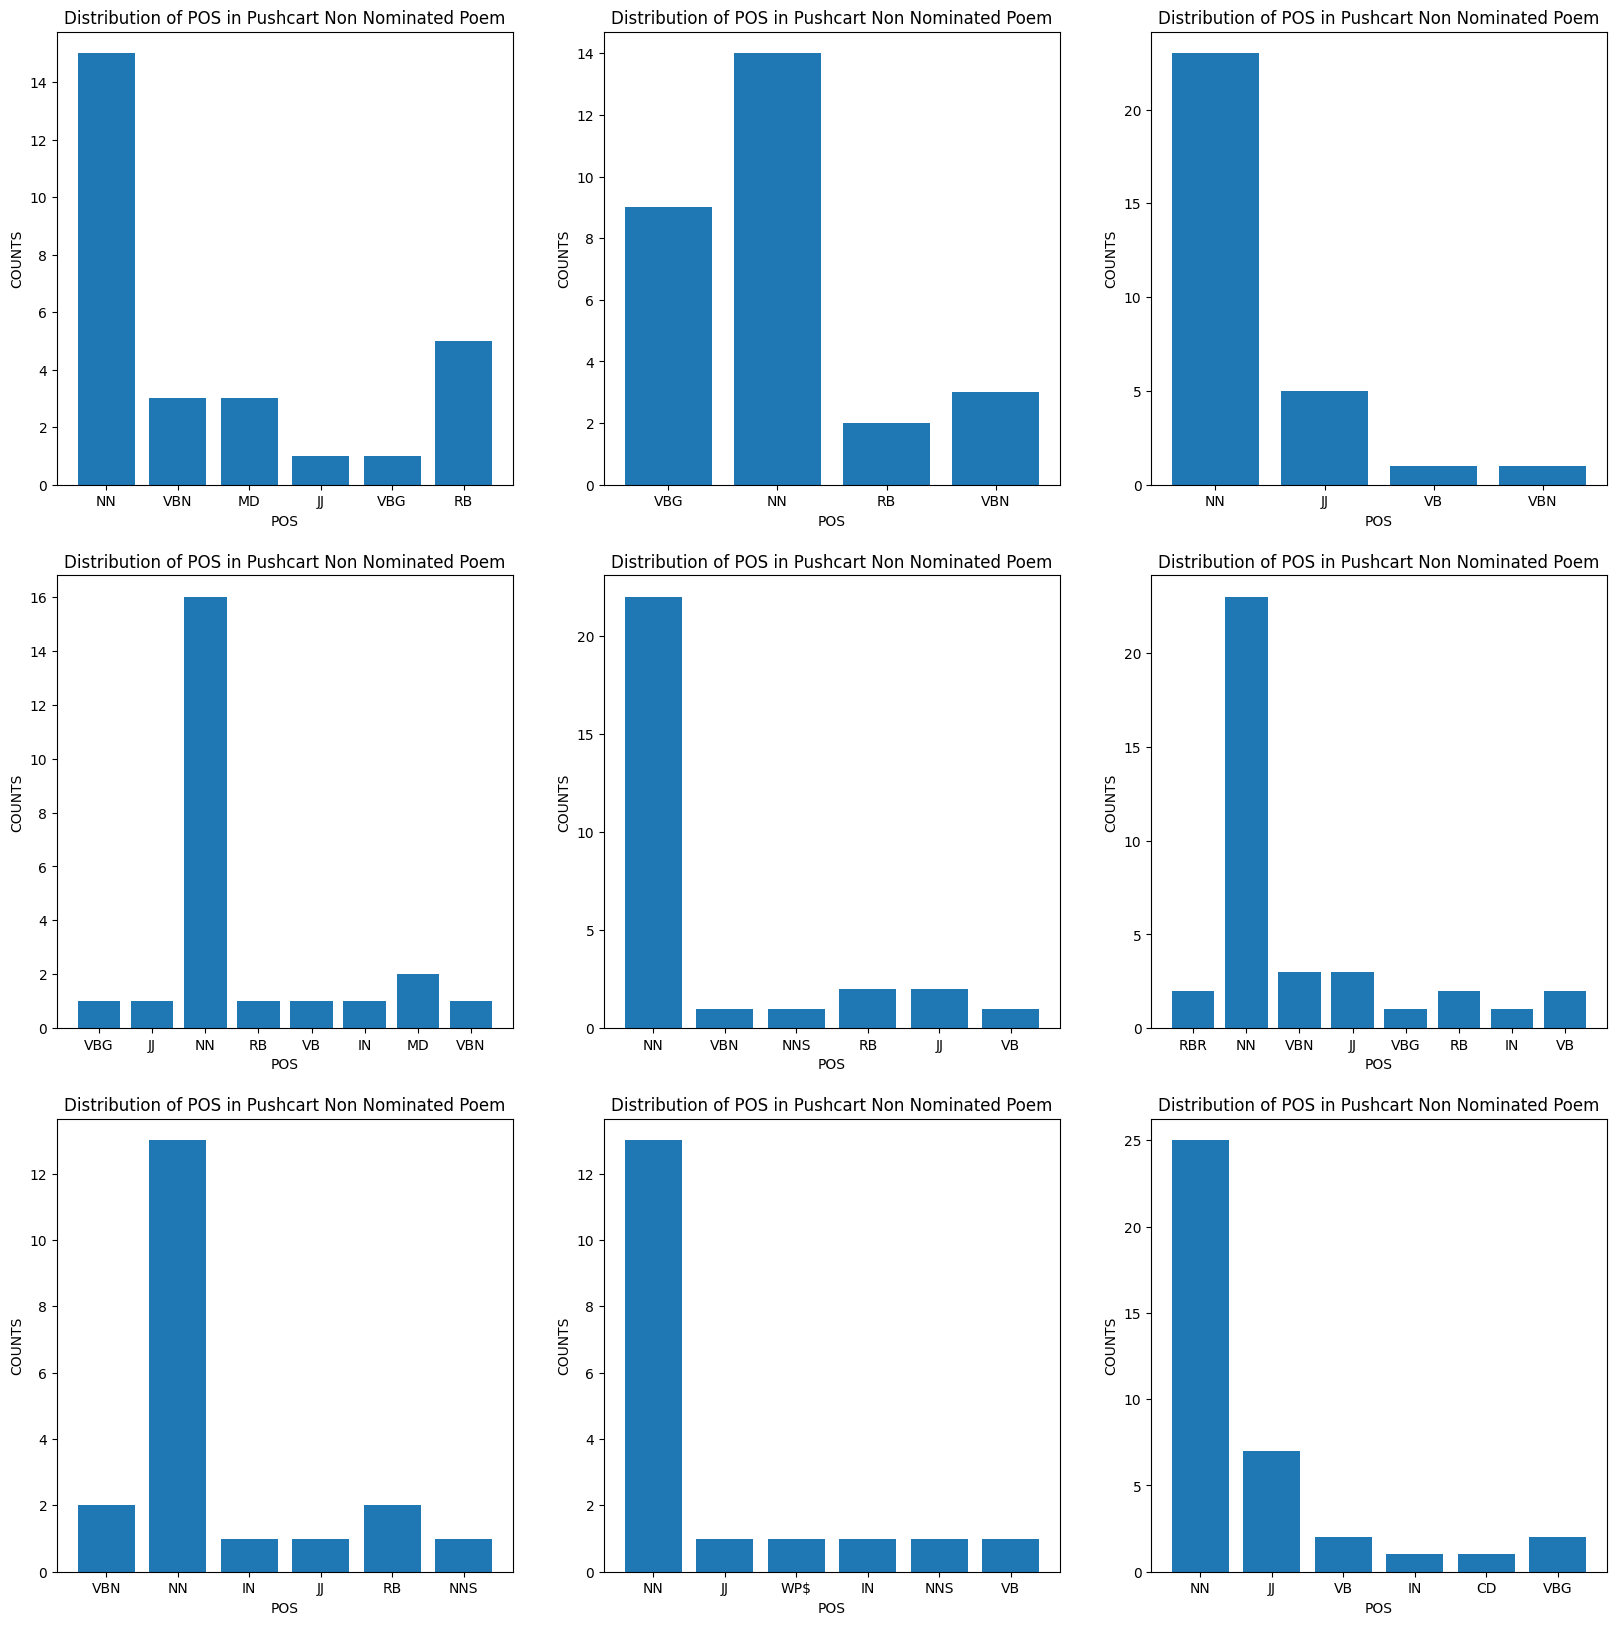 Distribution of POS in Pushcart Non Nominated Poem
COUNTS
14
12
10
8
6
4
2
0
NN VBN MD JJ VBG RB
POS
Distribution of POS in Pushcart Non Nominated Poem
COUNTS
14
12
10
8
6
4
2
0
VBG NN RB VBN
POS
Distribution of POS in Pushcart Non Nominated Poem
COUNTS
20
15
10
5
0
NN JJ VB VBN
POS
Distribution of POS in Pushcart Non Nominated Poem
COUNTS
16
14
12
10
8
6
4
2
0
VBG JJ NN RB VB IN MD VBN
POS
Distribution of POS in Pushcart Non Nominated Poem
COUNTS
20
15
10
5
0
NN VBN NNS RB JJ VB
POS
Distribution of POS in Pushcart Non Nominated Poem
COUNTS
20
15
10
5
0
RBR NN VBN JJ VBG RB IN VB
POS
Distribution of POS in Pushcart Non Nominated Poem
COUNTS
12
10
8
6
4
2
0
VBN NN IN JJ RB NNS
POS
Distribution of POS in Pushcart Non Nominated Poem
COUNTS
12
10
8
6
4
2
0
NN JJ WP$ IN NNS VB
POS
Distribution of POS in Pushcart Non Nominated Poem
COUNTS
25
20
15
10
5
0
NN JJ VB IN CD VBG
POS